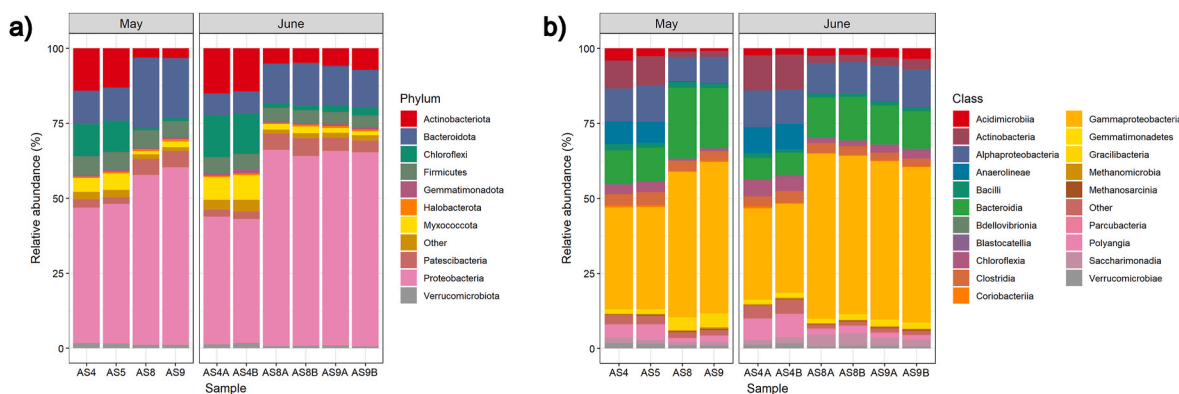 a)
May
June
100
75
50
25
0
Relative abundance (%)
AS4 AS5 AS8 AS9 AS4A AS4B AS8A AS8B AS9A AS9B
Sample
Phylum
Actinobacteriota
Bacteroidota
Chloroflexi
Firmicutes
Gemmatimonadota
Halobacterota
Myxococcota
Other
Patescibacteria
Proteobacteria
Verrucomicrobiota
b)
May
June
100
75
50
25
0
Relative abundance (%)
AS4 AS5 AS8 AS9 AS4A AS4B AS8A AS8B AS9A AS9B
Sample
Class
Acidimicrobiia
Actinobacteria
Alphaproteobacteria
Anaerolineae
Bacilli
Bacteroidia
Bdellovibrionia
Blastocatellia
Chloroflexia
Clostridia
Coriobacteriia
Gammaproteobacteria
Gemmatimonadetes
Gracilibacteria
Methanomicrobia
Methanosarcinia
Other
Parcubacteria
Polyangia
Saccharimonadia
Verrucomicrobiae